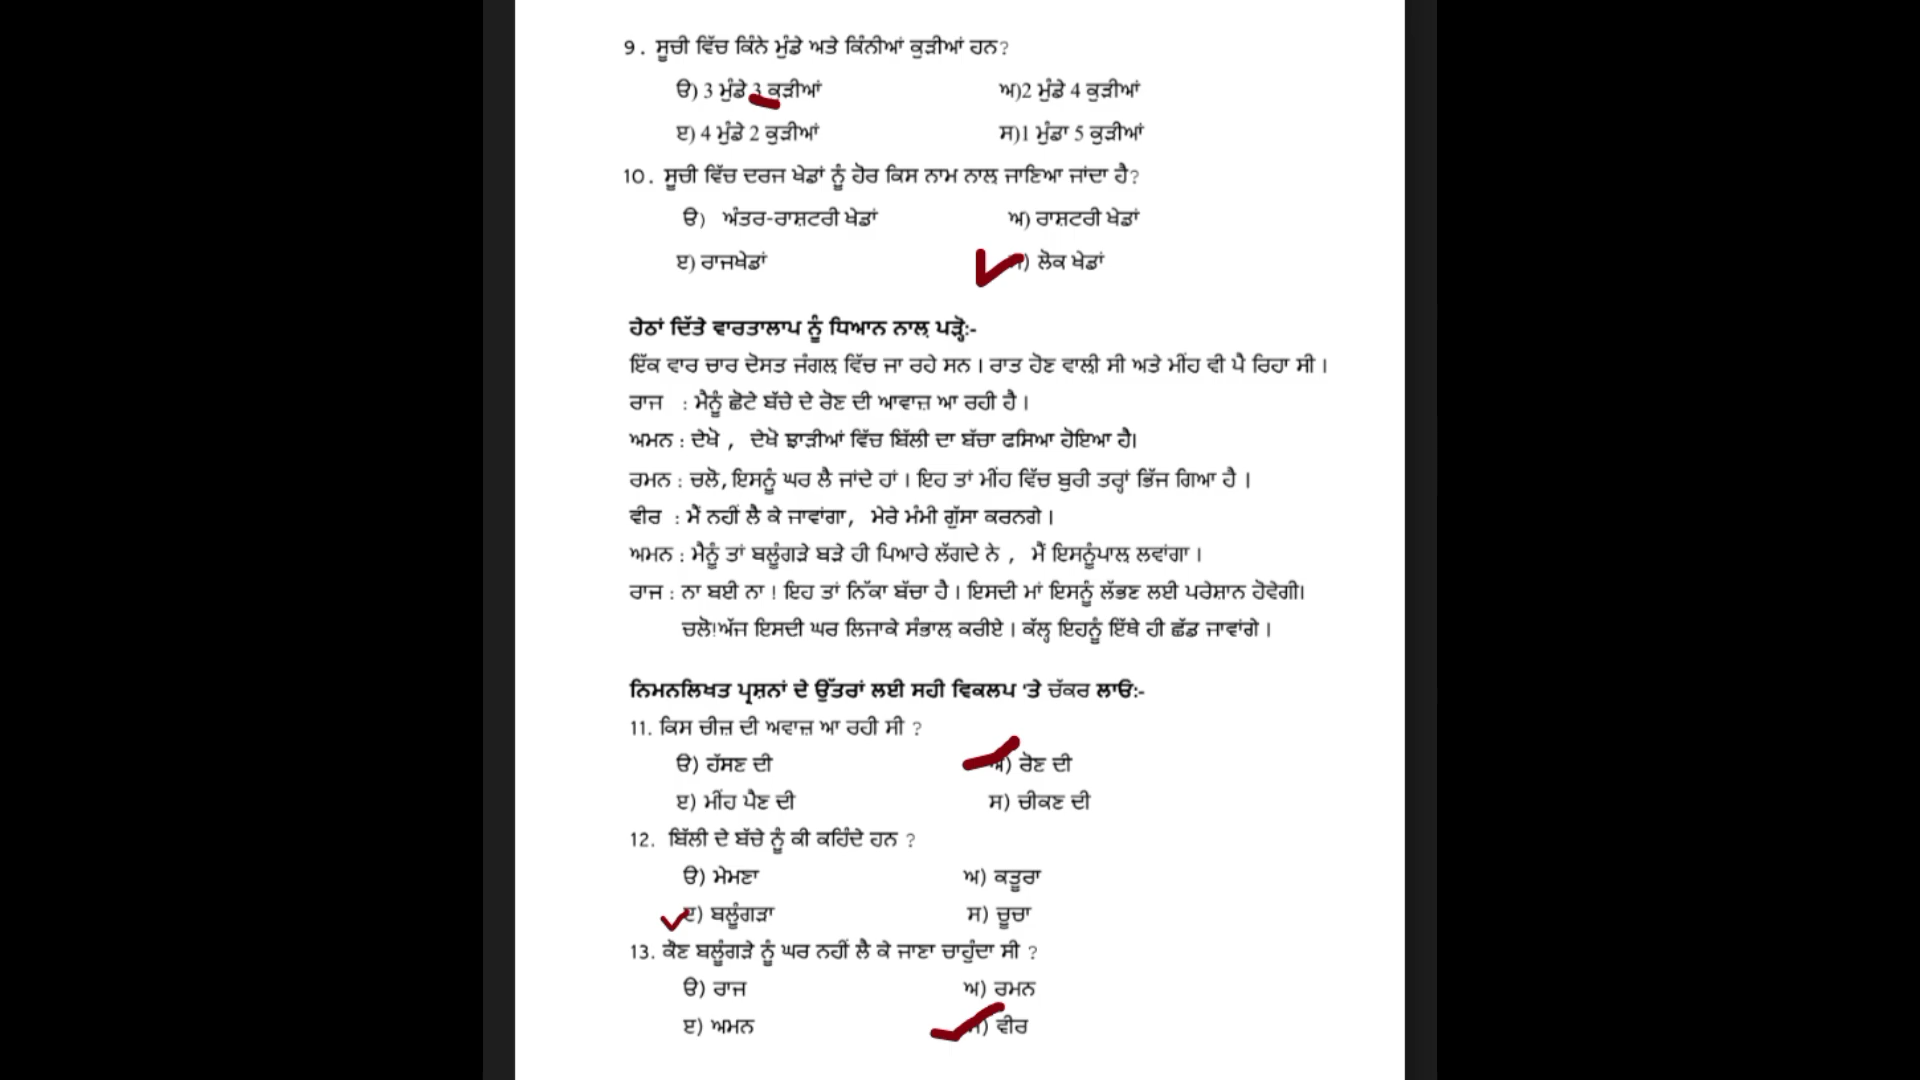 9 . ਸੂਚੀ ਵਿੱਚ ਕਿੰਨੇ ਮੁੰਡੇ ਅਤੇ ਕਿੰਨੀਆਂ ਕੁੜੀਆਂ ਹਨ?
ੳ) 3 ਮੁੰਡੇ 3 ਕੁੜੀਆਂ ਅ)2 ਮੁੰਡੇ 4 ਕੁੜੀਆਂ
ੲ) 4 ਮੁੰਡੇ 2 ਕੁੜੀਆਂ ਸ)1 ਮੁੰਡਾ 5 ਕੁੜੀਆਂ
10 . ਸੂਚੀ ਵਿੱਚ ਦਰਜ ਖੇਡਾਂ ਨੂੰ ਹੋਰ ਕਿਸ ਨਾਮ ਨਾਲ ਜਾਣਿਆ ਜਾਂਦਾ ਹੈ?
ੳ) ਅੰਤਰ-ਰਾਸ਼ਟਰੀ ਖੇਡਾਂ ਅ) ਰਾਸ਼ਟਰੀ ਖੇਡਾਂ
ੲ) ਰਾਜਖੇਡਾਂ ) ਲੋਕ ਖੇਡਾਂ
ਹੇਠਾਂ ਦਿੱਤੇ ਵਾਰਤਾਲਾਪ ਨੂੰ ਧਿਆਨ ਨਾਲ਼ ਪੜ੍ਹੋ:-
ਇੱਕ ਵਾਰ ਚਾਰ ਦੋਸਤ ਜੰਗਲ ਵਿੱਚ ਜਾ ਰਹੇ ਸਨ । ਰਾਤ ਹੋਣ ਵਾਲੀ ਸੀ ਅਤੇ ਮੀਂਹ ਵੀ ਪੈ ਰਿਹਾ ਸੀ ।
ਰਾਜ : ਮੈਨੂੰ ਛੋਟੇ ਬੱਚੇ ਦੇ ਰੋਣ ਦੀ ਆਵਾਜ਼ ਆ ਰਹੀ ਹੈ ।
ਅਮਨ : ਦੇਖੋ , ਦੇਖੋ ਝਾੜੀਆਂ ਵਿੱਚ ਬਿੱਲੀ ਦਾ ਬੱਚਾ ਫਸਿਆ ਹੋਇਆ ਹੈ।
ਰਮਨ : ਚਲੋ, ਇਸਨੂੰ ਘਰ ਲੈ ਜਾਂਦੇ ਹਾਂ । ਇਹ ਤਾਂ ਮੀਂਹ ਵਿੱਚ ਬੁਰੀ ਤਰ੍ਹਾਂ ਭਿੱਜ ਗਿਆ ਹੈ ।
ਵੀਰ : ਮੈਂ ਨਹੀਂ ਲੈ ਕੇ ਜਾਵਾਂਗਾ, ਮੇਰੇ ਮੰਮੀ ਗੁੱਸਾ ਕਰਨਗੇ ।
ਅਮਨ : ਮੈਨੂੰ ਤਾਂ ਬਲੂੰਗੜੇ ਬੜੇ ਹੀ ਪਿਆਰੇ ਲੱਗਦੇ ਨੇ , ਮੈਂ ਇਸਨੂੰਪਾਲ਼ ਲਵਾਂਗਾ ।
ਰਾਜ : ਨਾ ਬਈ ਨਾ ! ਇਹ ਤਾਂ ਨਿੱਕਾ ਬੱਚਾ ਹੈ । ਇਸਦੀ ਮਾਂ ਇਸਨੂੰ ਲੱਭਣ ਲਈ ਪਰੇਸ਼ਾਨ ਹੋਵੇਗੀ।
ਚਲੋ!ਅੱਜ ਇਸਦੀ ਘਰ ਲਿਜਾਕੇ ਸੰਭਾਲ਼ ਕਰੀਏ । ਕੱਲ੍ਹ ਇਹਨੂੰ ਇੱਥੇ ਹੀ ਛੱਡ ਜਾਵਾਂਗੇ ।
ਨਿਮਨਲਿਖਤ ਪ੍ਰਸ਼ਨਾਂ ਦੇ ਉੱਤਰਾਂ ਲਈ ਸਹੀ ਵਿਕਲਪ 'ਤੇ ਚੱਕਰ ਲਾਓ:-
11. ਕਿਸ ਚੀਜ਼ ਦੀ ਅਵਾਜ਼ ਆ ਰਹੀ ਸੀ ?
ੳ) ਹੱਸਣ ਦੀ ਅ) ਰੋਣ ਦੀ
ੲ) ਮੀਂਹ ਪੈਣ ਦੀ ਸ) ਚੀਕਣ ਦੀ
12. ਬਿੱਲੀ ਦੇ ਬੱਚੇ ਨੂੰ ਕੀ ਕਹਿੰਦੇ ਹਨ ?
ੳ) ਮੇਮਣਾ ਅ) ਕਤੂਰਾ
ੲ) ਬਲੂੰਗੜਾ ਸ) ਚੂਚਾ
13. ਕੌਣ ਬਲੂੰਗੜੇ ਨੂੰ ਘਰ ਨਹੀਂ ਲੈ ਕੇ ਜਾਣਾ ਚਾਹੁੰਦਾ ਸੀ ?
ੳ) ਰਾਜ ਅ) ਰਮਨ
ੲ) ਅਮਨ ) ਵੀਰ